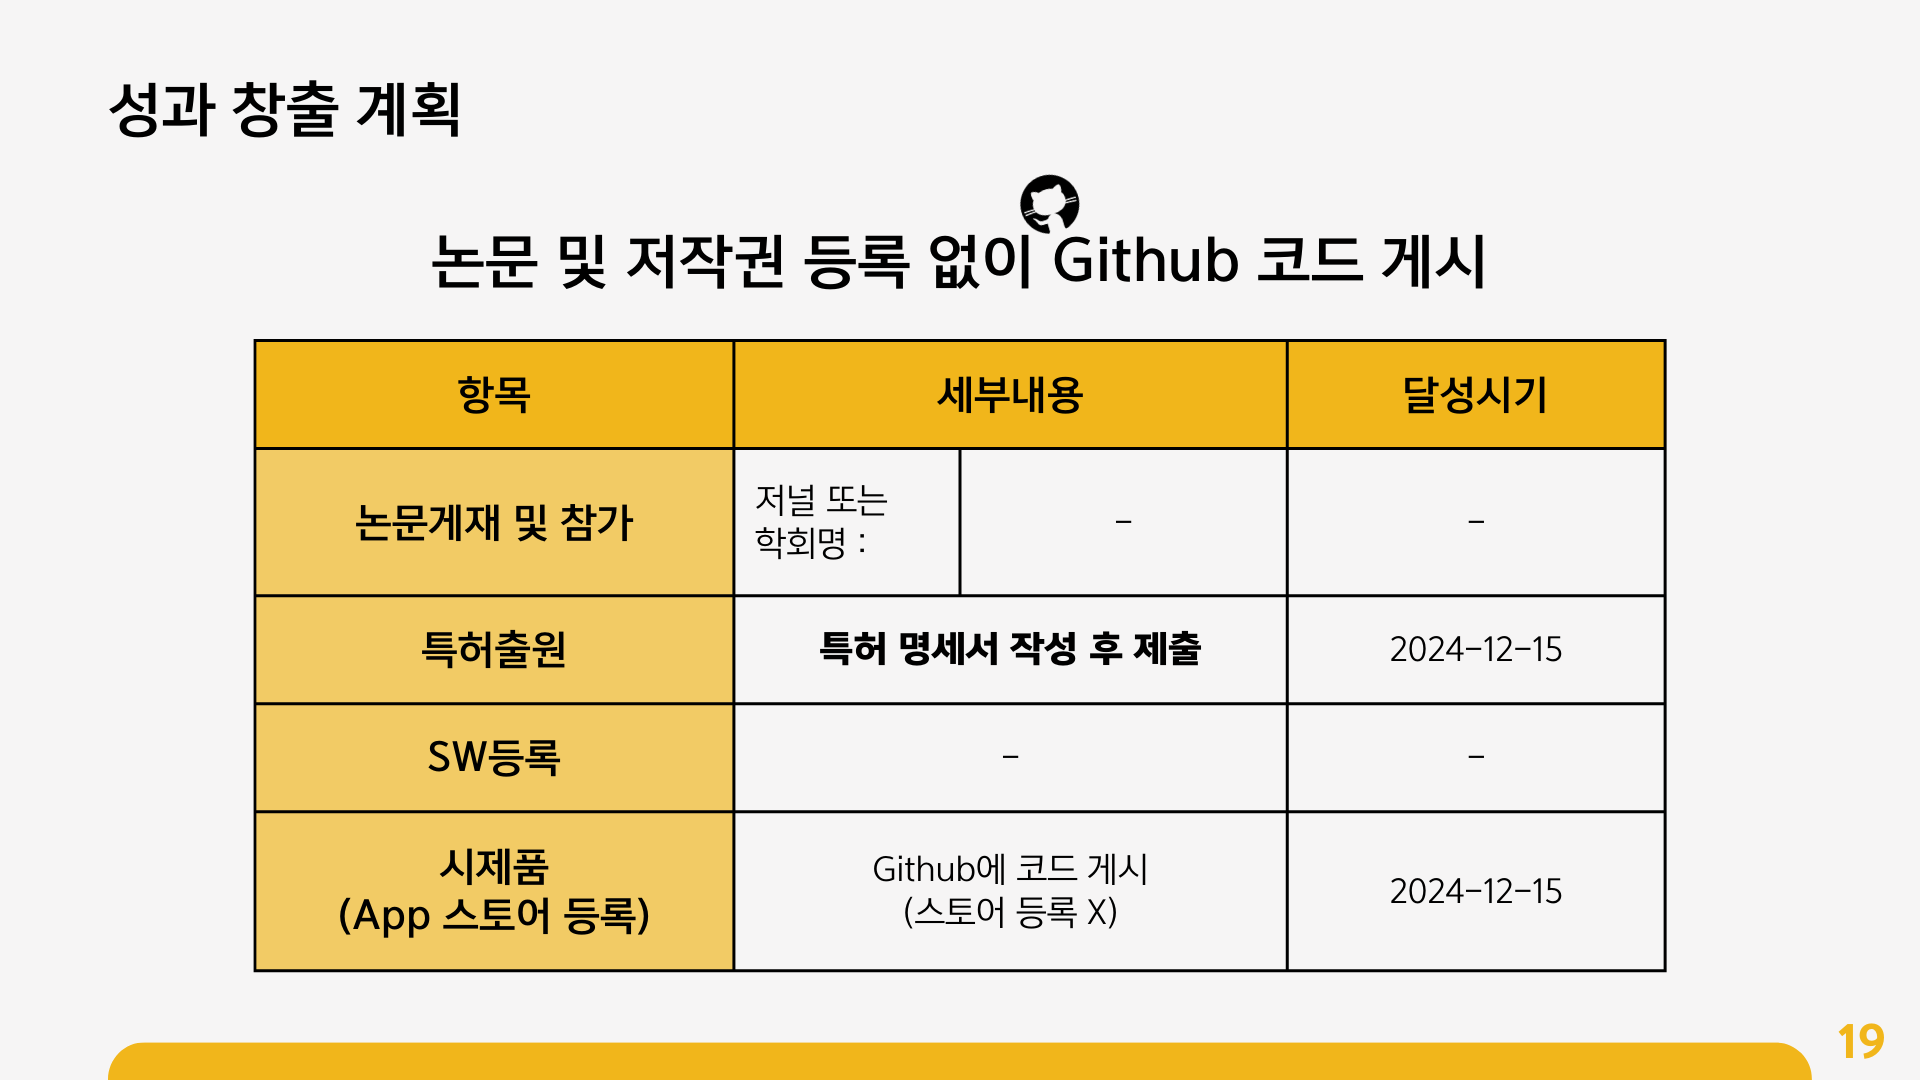 성과 창출 계획
논문 및 저작권 등록 없이 Github 코드 게시
항목
세부내용
달성시기
논문게재 및 참가
저널 또는
학회명 :
–
–
특허출원
특허 명세서 작성 후 제출
2024-12-15
SW등록
–
–
시제품
(App 스토어 등록)
Github에 코드 게시
(스토어 등록 X)
2024-12-15
19